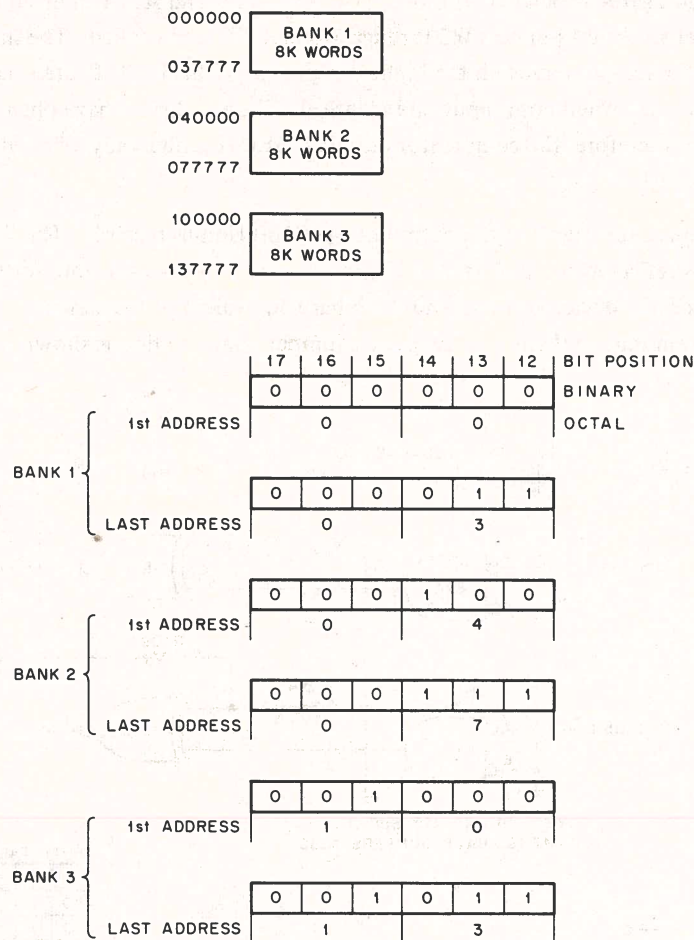 000000
BANK 1
8K WORDS
037777
040000
BANK 2
8K WORDS
077777
100000
BANK 3
8K WORDS
137777
17 16 15 14 13 12 BIT POSITION
0 0 0 0 0 0 BINARY
1st ADDRESS 0 0 OCTAL
BANK 1
0 0 0 0 1 1
LAST ADDRESS 0 3
0 0 0 1 0 0
1st ADDRESS 0 4
BANK 2
0 0 0 1 1 1
LAST ADDRESS 0 7
0 0 1 0 0 0
1st ADDRESS 1 0
BANK 3
0 0 1 0 1 1
LAST ADDRESS 1 3